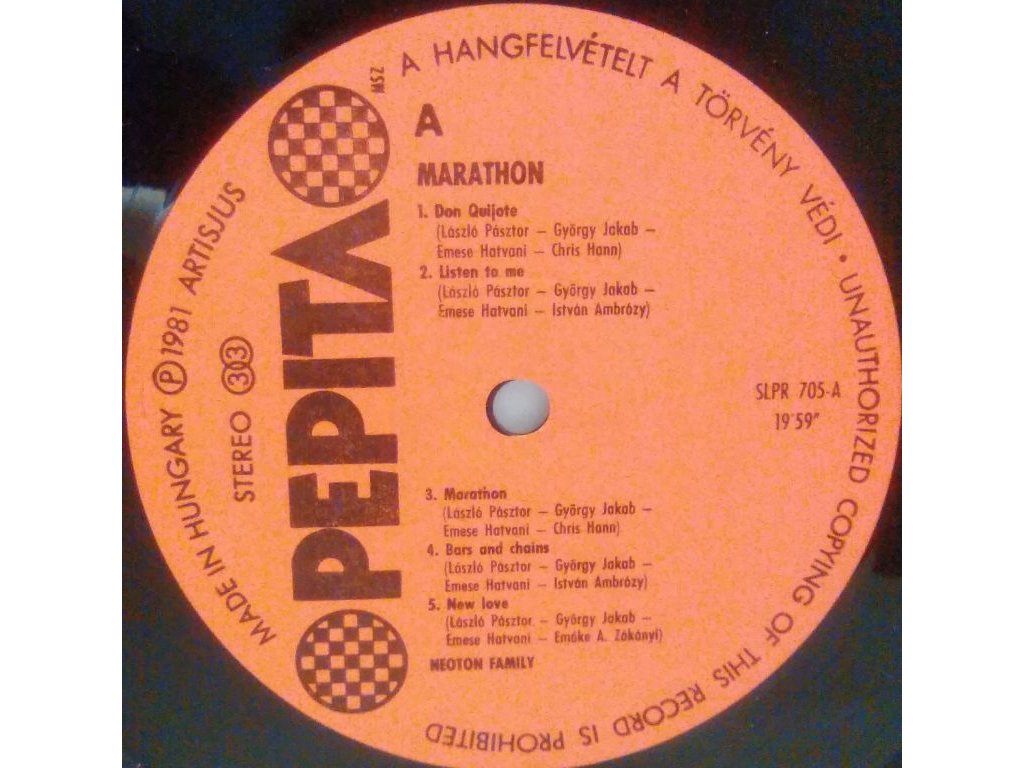 A HANGFELVÉTELT A TÖRVÉNY VÉDI • UNAUTHORIZED COPYING OF THIS RECORD IS PROHIBITED
MADE IN HUNGARY Ⓟ 1981 ARTISJUS
STEREO 33
PEPITA
MSZ
A
MARATHON
1. Don Quijote
(László Pásztor – György Jakab –
Emese Hatvani – Chris Hann)
2. Listen to me
(László Pásztor – György Jakab –
Emese Hatvani – István Ambrózy)
SLPR 705-A
19'59"
3. Marathon
(László Pásztor – György Jakab –
Emese Hatvani – Chris Hann)
4. Bars and chains
(László Pásztor – György Jakab –
Emese Hatvani – István Ambrózy)
5. New love
(László Pásztor – György Jakab –
Emese Hatvani – Emőke A. Zákányi)
NEOTON FAMILY